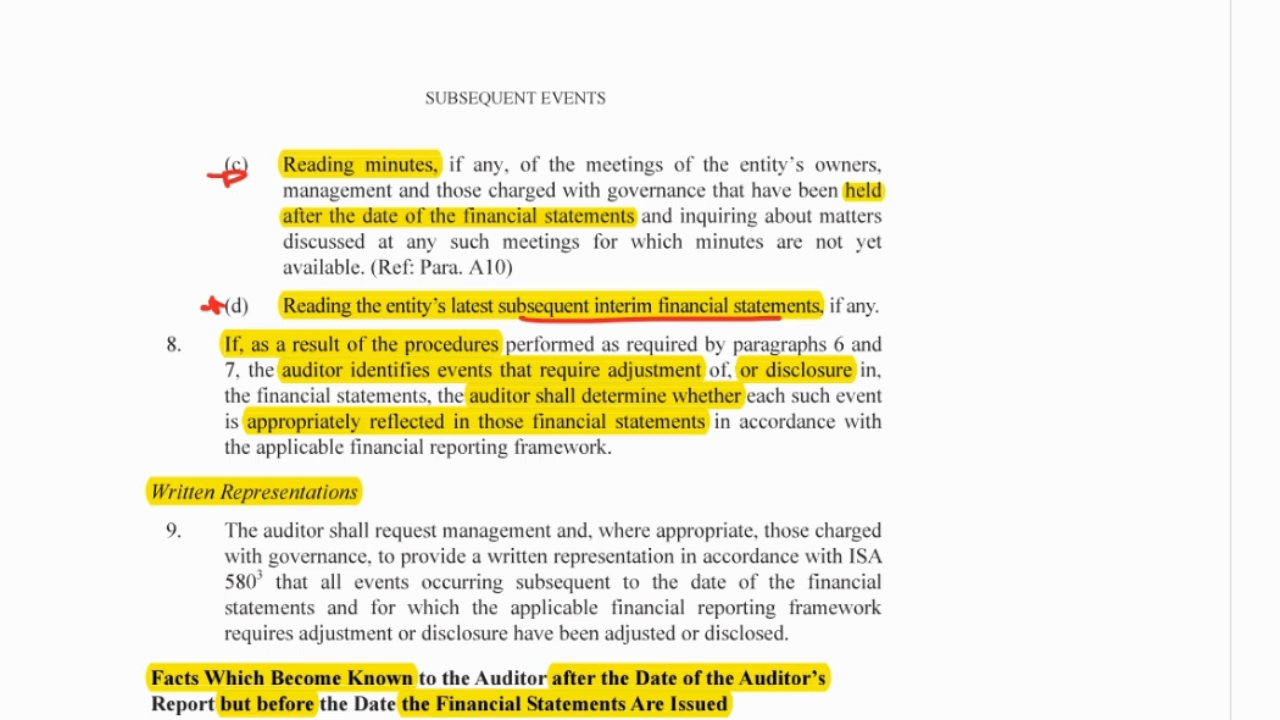 SUBSEQUENT EVENTS
(c) Reading minutes, if any, of the meetings of the entity’s owners,
management and those charged with governance that have been held
after the date of the financial statements and inquiring about matters
discussed at any such meetings for which minutes are not yet
available. (Ref: Para. A10)
(d) Reading the entity’s latest subsequent interim financial statements, if any.
8. If, as a result of the procedures performed as required by paragraphs 6 and
7, the auditor identifies events that require adjustment of, or disclosure in,
the financial statements, the auditor shall determine whether each such event
is appropriately reflected in those financial statements in accordance with
the applicable financial reporting framework.
Written Representations
9. The auditor shall request management and, where appropriate, those charged
with governance, to provide a written representation in accordance with ISA
580³ that all events occurring subsequent to the date of the financial
statements and for which the applicable financial reporting framework
requires adjustment or disclosure have been adjusted or disclosed.
Facts Which Become Known to the Auditor after the Date of the Auditor’s
Report but before the Date the Financial Statements Are Issued